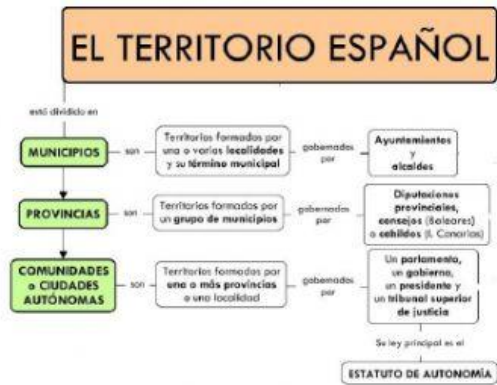 EL TERRITORIO ESPAÑOL
está dividido en
MUNICIPIOS
son
Territorios formados por
una o varias localidades
y su término municipal
gobernados
por
Ayuntamientos
y
alcaldes
PROVINCIAS
son
Territorios formados por
un grupo de municipios
gobernados
por
Diputaciones
provinciales,
consejos (Baleares)
o cabildos (I. Canarias)
COMUNIDADES
o CIUDADES
AUTÓNOMAS
son
Territorios formados por
una o más provincias
o una localidad
gobernados
por
Un parlamento,
un gobierno,
un presidente y
un tribunal superior
de justicia
Su ley principal es el
ESTATUTO DE AUTONOMÍA